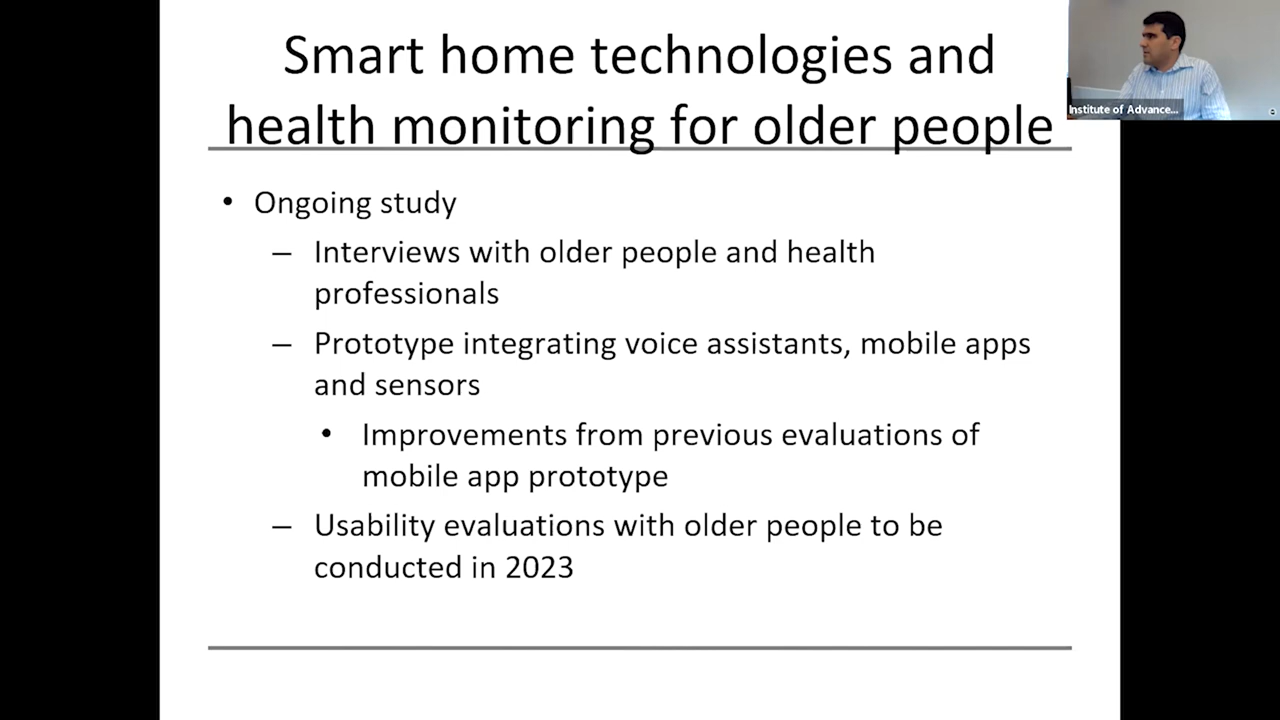 Smart home technologies and
health monitoring for older people
Institute of Advance...
• Ongoing study
– Interviews with older people and health
professionals
– Prototype integrating voice assistants, mobile apps
and sensors
• Improvements from previous evaluations of
mobile app prototype
– Usability evaluations with older people to be
conducted in 2023